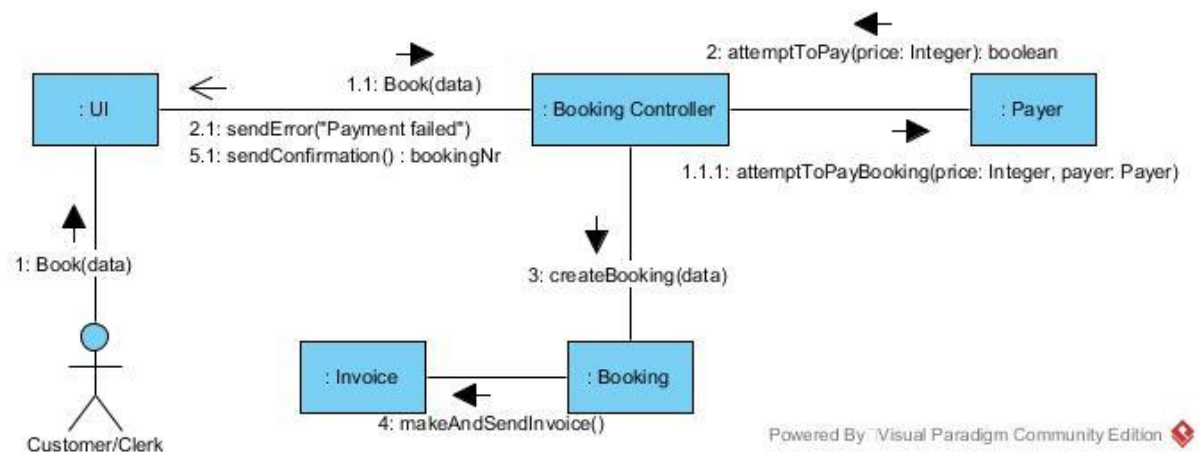 2: attemptToPay(price: Integer): boolean
1.1: Book(data)
: UI
: Booking Controller
: Payer
2.1: sendError("Payment failed")
5.1: sendConfirmation() : bookingNr
1.1.1: attemptToPayBooking(price: Integer, payer: Payer)
1: Book(data)
3: createBooking(data)
: Invoice
: Booking
4: makeAndSendInvoice()
Customer/Clerk
Powered By Visual Paradigm Community Edition